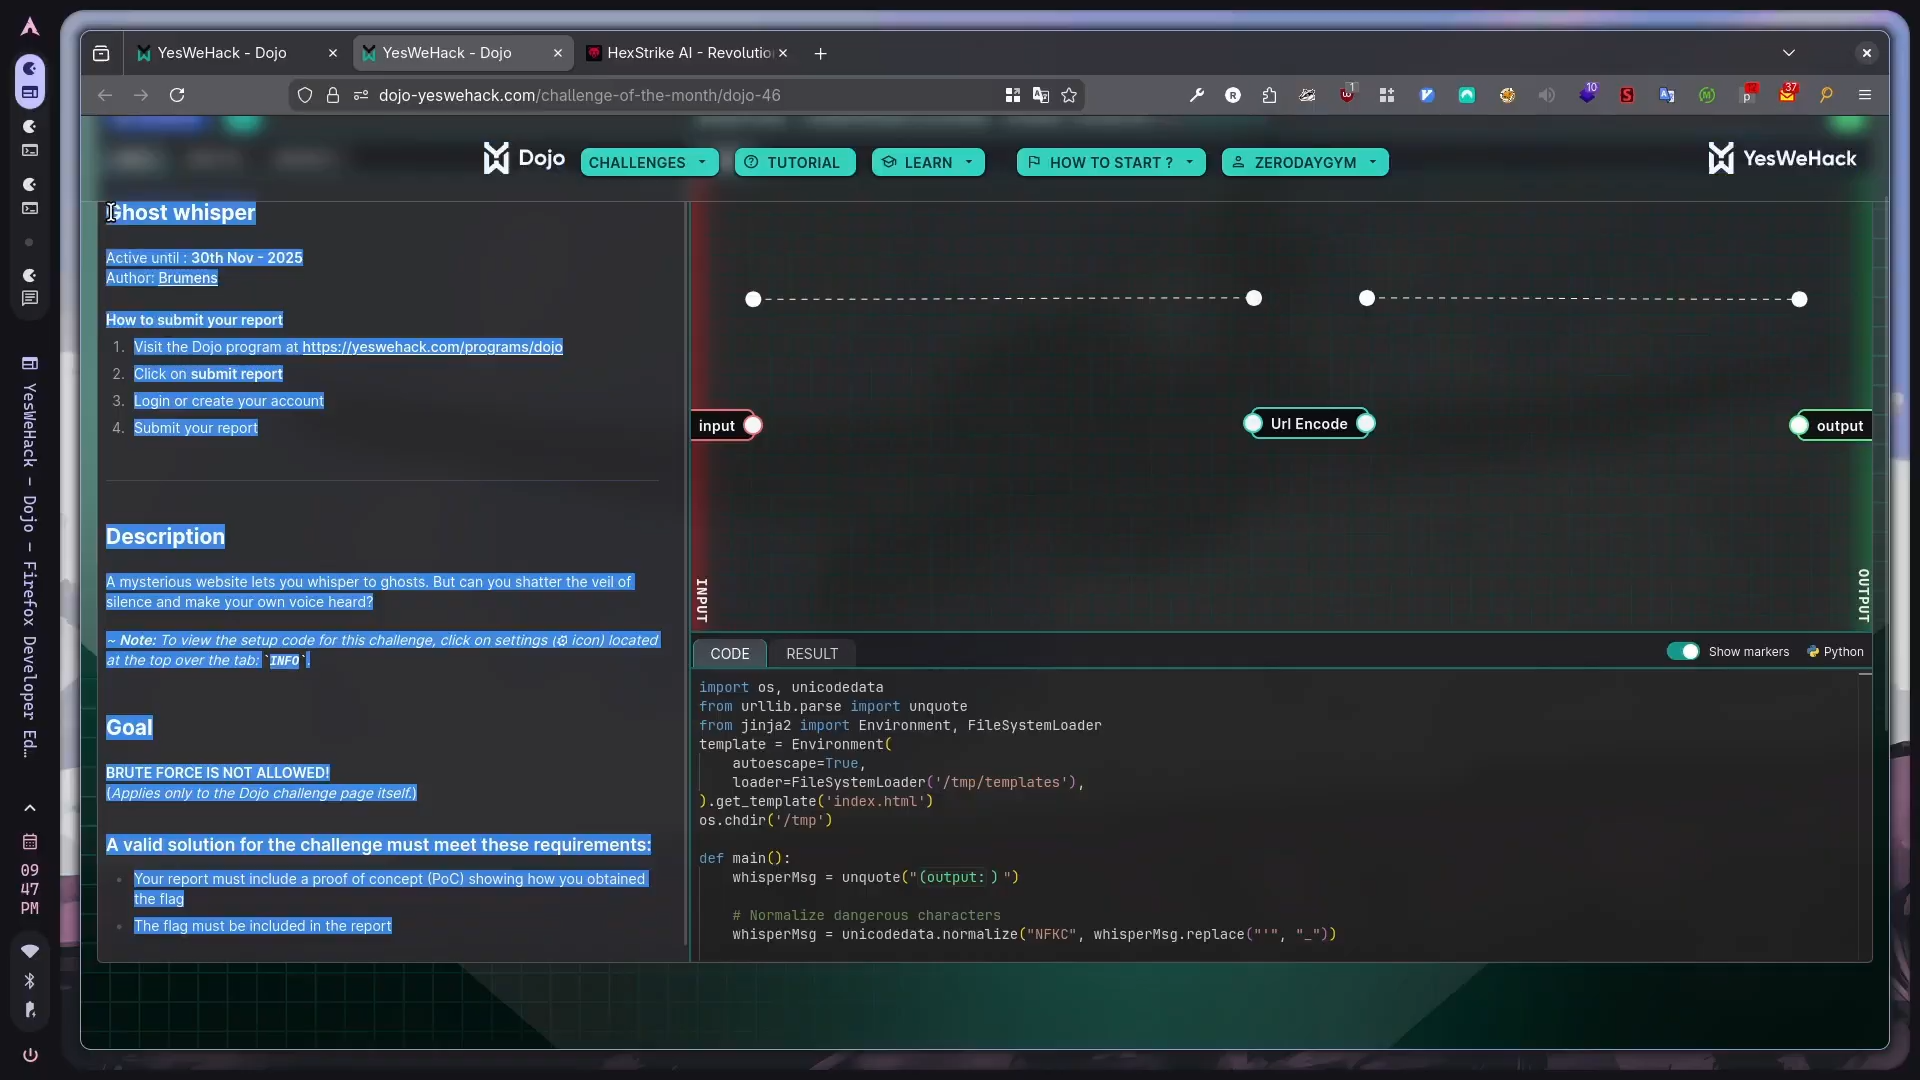 YesWeHack - Dojo
YesWeHack - Dojo
HexStrike AI - Revolutio
dojo-yeswehack.com/challenge-of-the-month/dojo-46
1
10
37
Dojo
CHALLENGES
TUTORIAL
LEARN
HOW TO START ?
ZERODAYGYM
YesWeHack
Ghost whisper
Active until : 30th Nov - 2025
Author: Brumens
How to submit your report
1. Visit the Dojo program at https://yeswehack.com/programs/dojo
2. Click on submit report
3. Login or create your account
4. Submit your report
Description
A mysterious website lets you whisper to ghosts. But can you shatter the veil of
silence and make your own voice heard?
~ Note: To view the setup code for this challenge, click on settings ( icon) located
at the top over the tab: `INFO`.
Goal
BRUTE FORCE IS NOT ALLOWED!
(Applies only to the Dojo challenge page itself.)
A valid solution for the challenge must meet these requirements:
Your report must include a proof of concept (PoC) showing how you obtained
the flag
The flag must be included in the report
input
Url Encode
output
INPUT
OUTPUT
CODE
RESULT
Show markers
Python
import os, unicodedata
from urllib.parse import unquote
from jinja2 import Environment, FileSystemLoader
template = Environment(
    autoescape=True,
    loader=FileSystemLoader('/tmp/templates'),
).get_template('index.html')
os.chdir('/tmp')
def main():
    whisperMsg = unquote("(output: ) ")
    # Normalize dangerous characters
    whisperMsg = unicodedata.normalize("NFKC", whisperMsg.replace("'", "_"))
YesWeHack - Dojo — Firefox Developer Ed…
09
47
PM